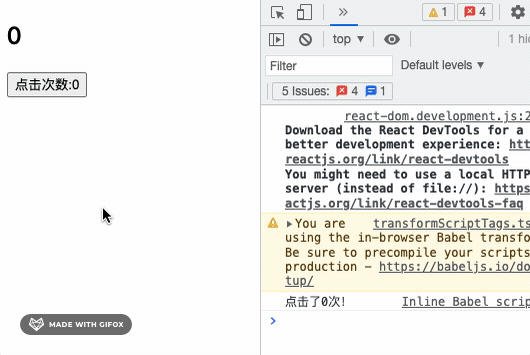 0
点击次数:0
MADE WITH GIFOX
1
4
top
1 hi
Filter
Default levels
5 Issues:
4
1
react-dom.development.js:2
Download the React DevTools for a
better development experience: htt
reactjs.org/link/react-devtools
You might need to use a local HTTP
server (instead of file://): https
actjs.org/link/react-devtools-faq
You are transformScriptTags.ts
using the in-browser Babel transfo
Be sure to precompile your scripts
production - https://babeljs.io/do
tup/
点击了0次! Inline Babel scrip